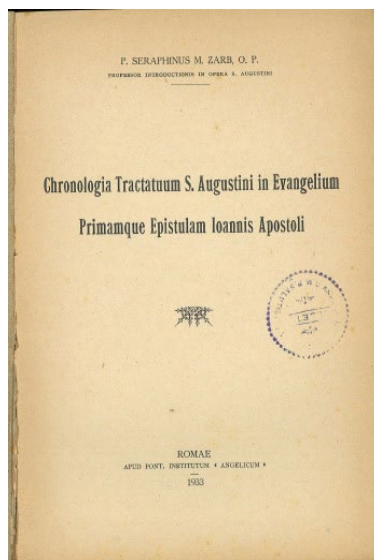 P. SERAPHINUS M. ZARB, O. P.
PROFESSOR INTRODUCTIONIS IN OPERA S. AUGUSTINI
Chronologia Tractatuum S. Augustini in Evangelium
Primamque Epistulam Ioannis Apostoli
ROMAE
APUD PONT. INSTITUTUM « ANGELICUM »
1933